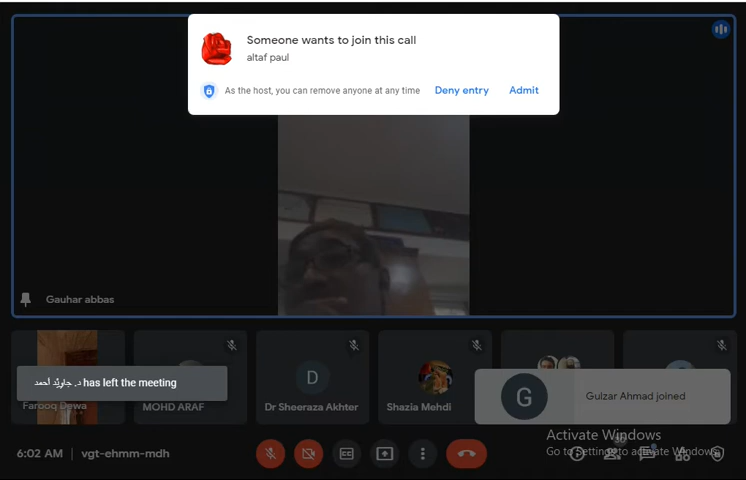 Someone wants to join this call
altaf paul
As the host, you can remove anyone at any time
Deny entry
Admit
Gauhar abbas
د. جاوئد أحمد has left the meeting
Farooq Dewa
MOHD ARAF
D
Dr Sheeraza Akhter
Shazia Mehdi
G
Gulzar Ahmad joined
Activate Windows
Go to Settings to activate Windows.
6:02 AM | vgt-ehmm-mdh